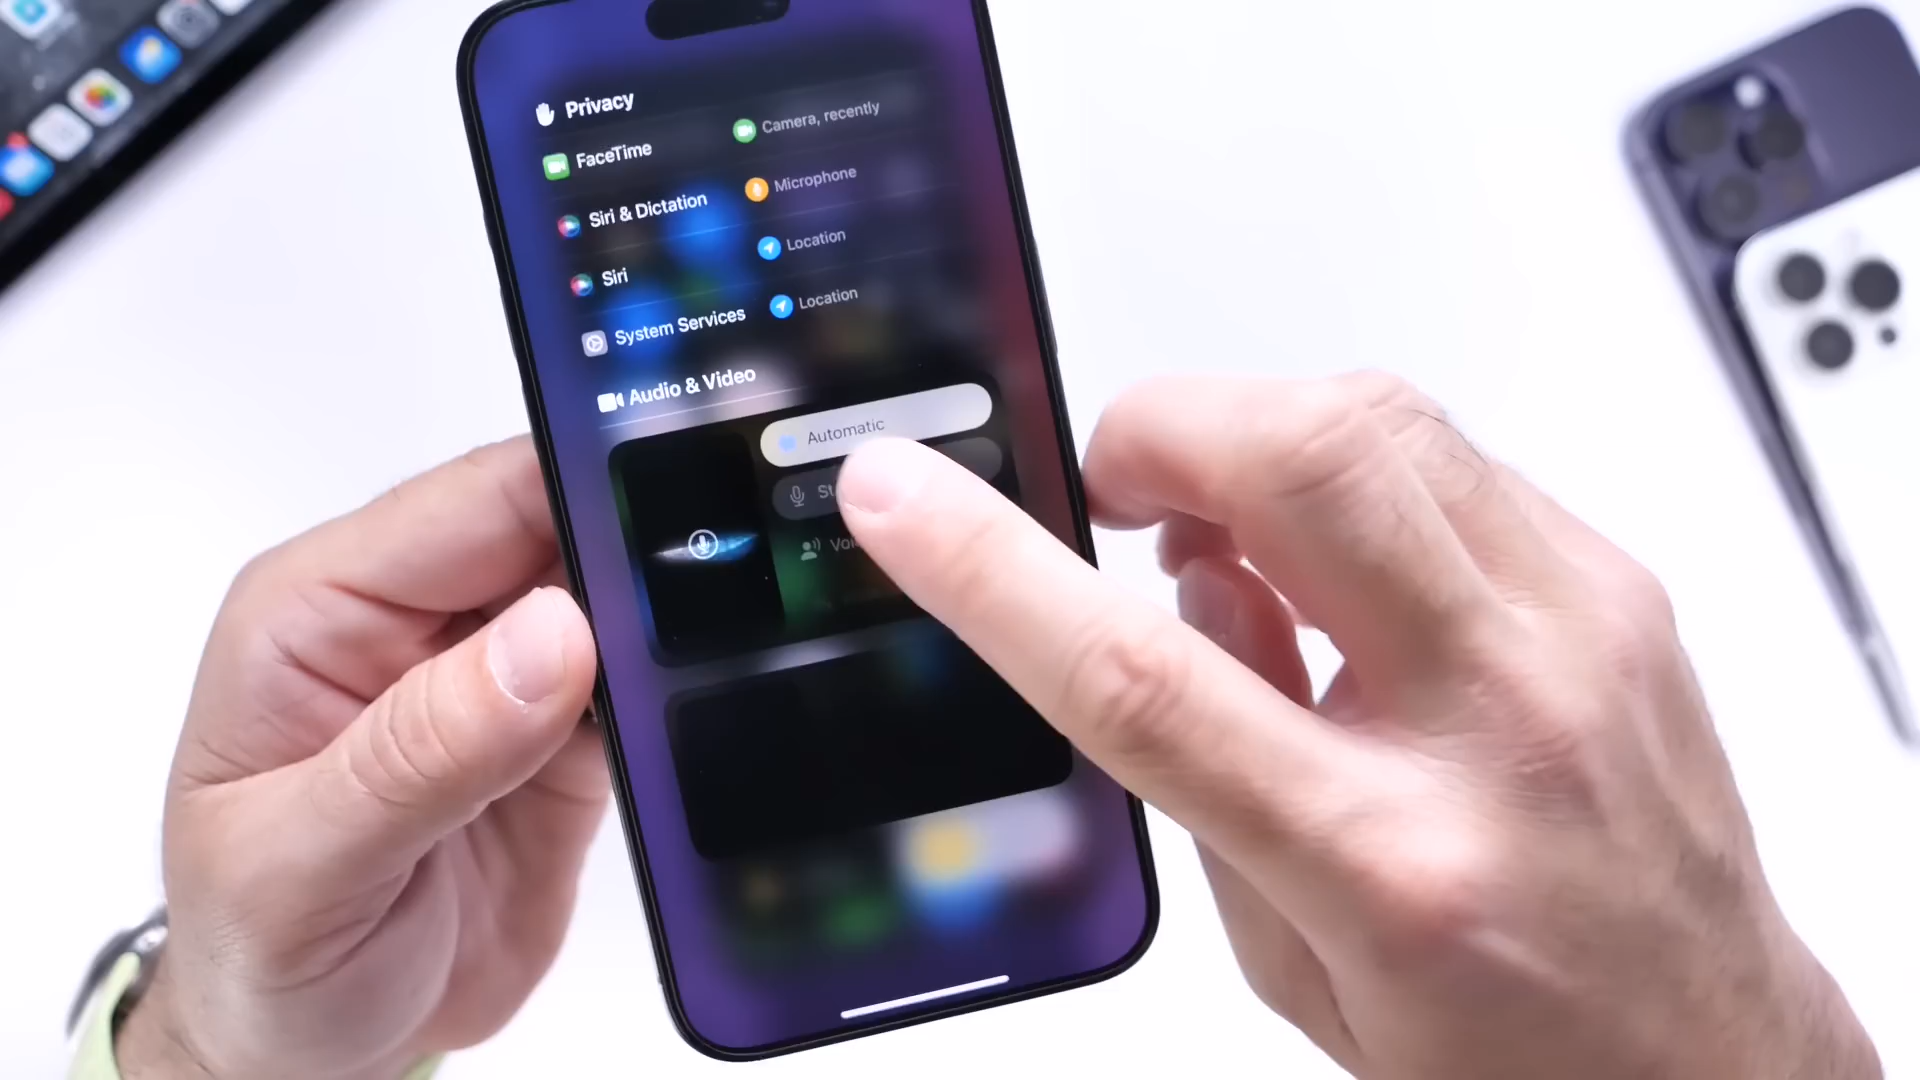 Privacy
FaceTime
Camera, recently
Siri & Dictation
Microphone
Siri
Location
System Services
Location
Audio & Video
Automatic